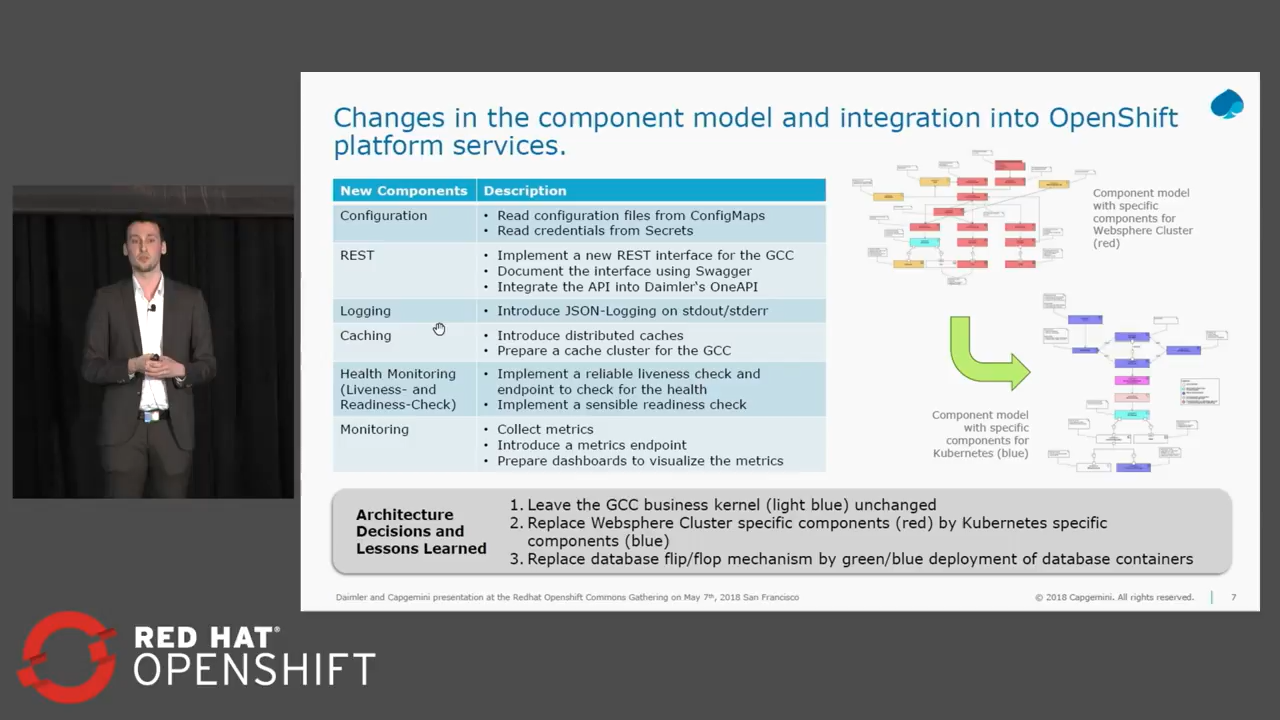 Changes in the component model and integration into OpenShift
platform services.
New Components Description
Configuration
• Read configuration files from ConfigMaps
• Read credentials from Secrets
REST
• Implement a new REST interface for the GCC
• Document the interface using Swagger
• Integrate the API into Daimler's OneAPI
Logging
• Introduce JSON-Logging on stdout/stderr
Caching
• Introduce distributed caches
• Prepare a cache cluster for the GCC
Health Monitoring
(Liveness- and
Readiness-Check)
• Implement a reliable liveness check and
endpoint to check for the health
Implement a sensible readiness check
Monitoring
• Collect metrics
Introduce a metrics endpoint
• Prepare dashboards to visualize the metrics
Component model
with specific
components for
Websphere Cluster
(red)
Component model
with specific
components for
Kubernetes (blue)
Architecture
Decisions and
Lessons Learned
1. Leave the GCC business kernel (light blue) unchanged
2. Replace Websphere Cluster specific components (red) by Kubernetes specific
components (blue)
3. Replace database flip/flop mechanism by green/blue deployment of database containers
Daimler and Capgemini presentation at the Redhat Openshift Commons Gathering on May 7th, 2018 San Francisco
© 2018 Capgemini. All rights reserved. 7
RED HAT®
OPENSHIFT